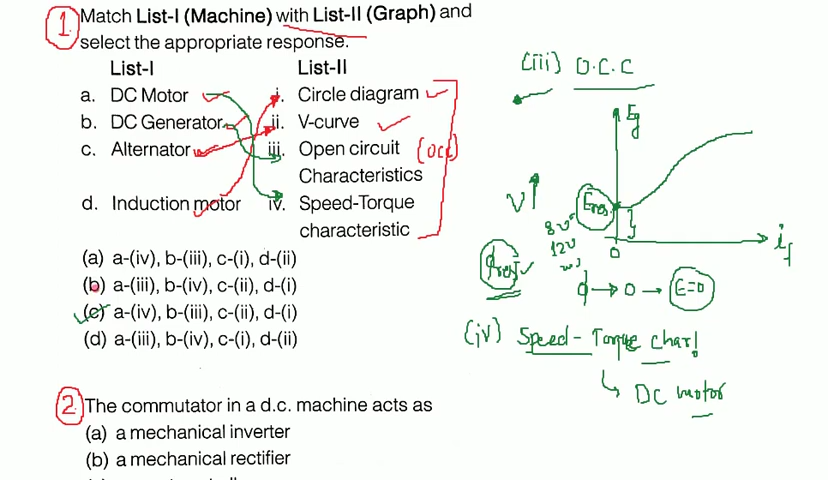 1 Match List-I (Machine) with List-II (Graph) and
select the appropriate response.
List-I List-II
a. DC Motor i. Circle diagram
b. DC Generator ii. V-curve
c. Alternator iii. Open circuit (OCC)
Characteristics
d. Induction motor iv. Speed-Torque
characteristic
(a) a-(iv), b-(iii), c-(i), d-(ii)
(b) a-(iii), b-(iv), c-(ii), d-(i)
(c) a-(iv), b-(iii), c-(ii), d-(i)
(d) a-(iii), b-(iv), c-(i), d-(ii)
2 The commutator in a d.c. machine acts as
(a) a mechanical inverter
(b) a mechanical rectifier
(iii) O.C.C
Eg
V
Eres
8V
12V
0
if
ϕres
ϕ → 0 → E=0
(iv) Speed-Torque char!
DC motor